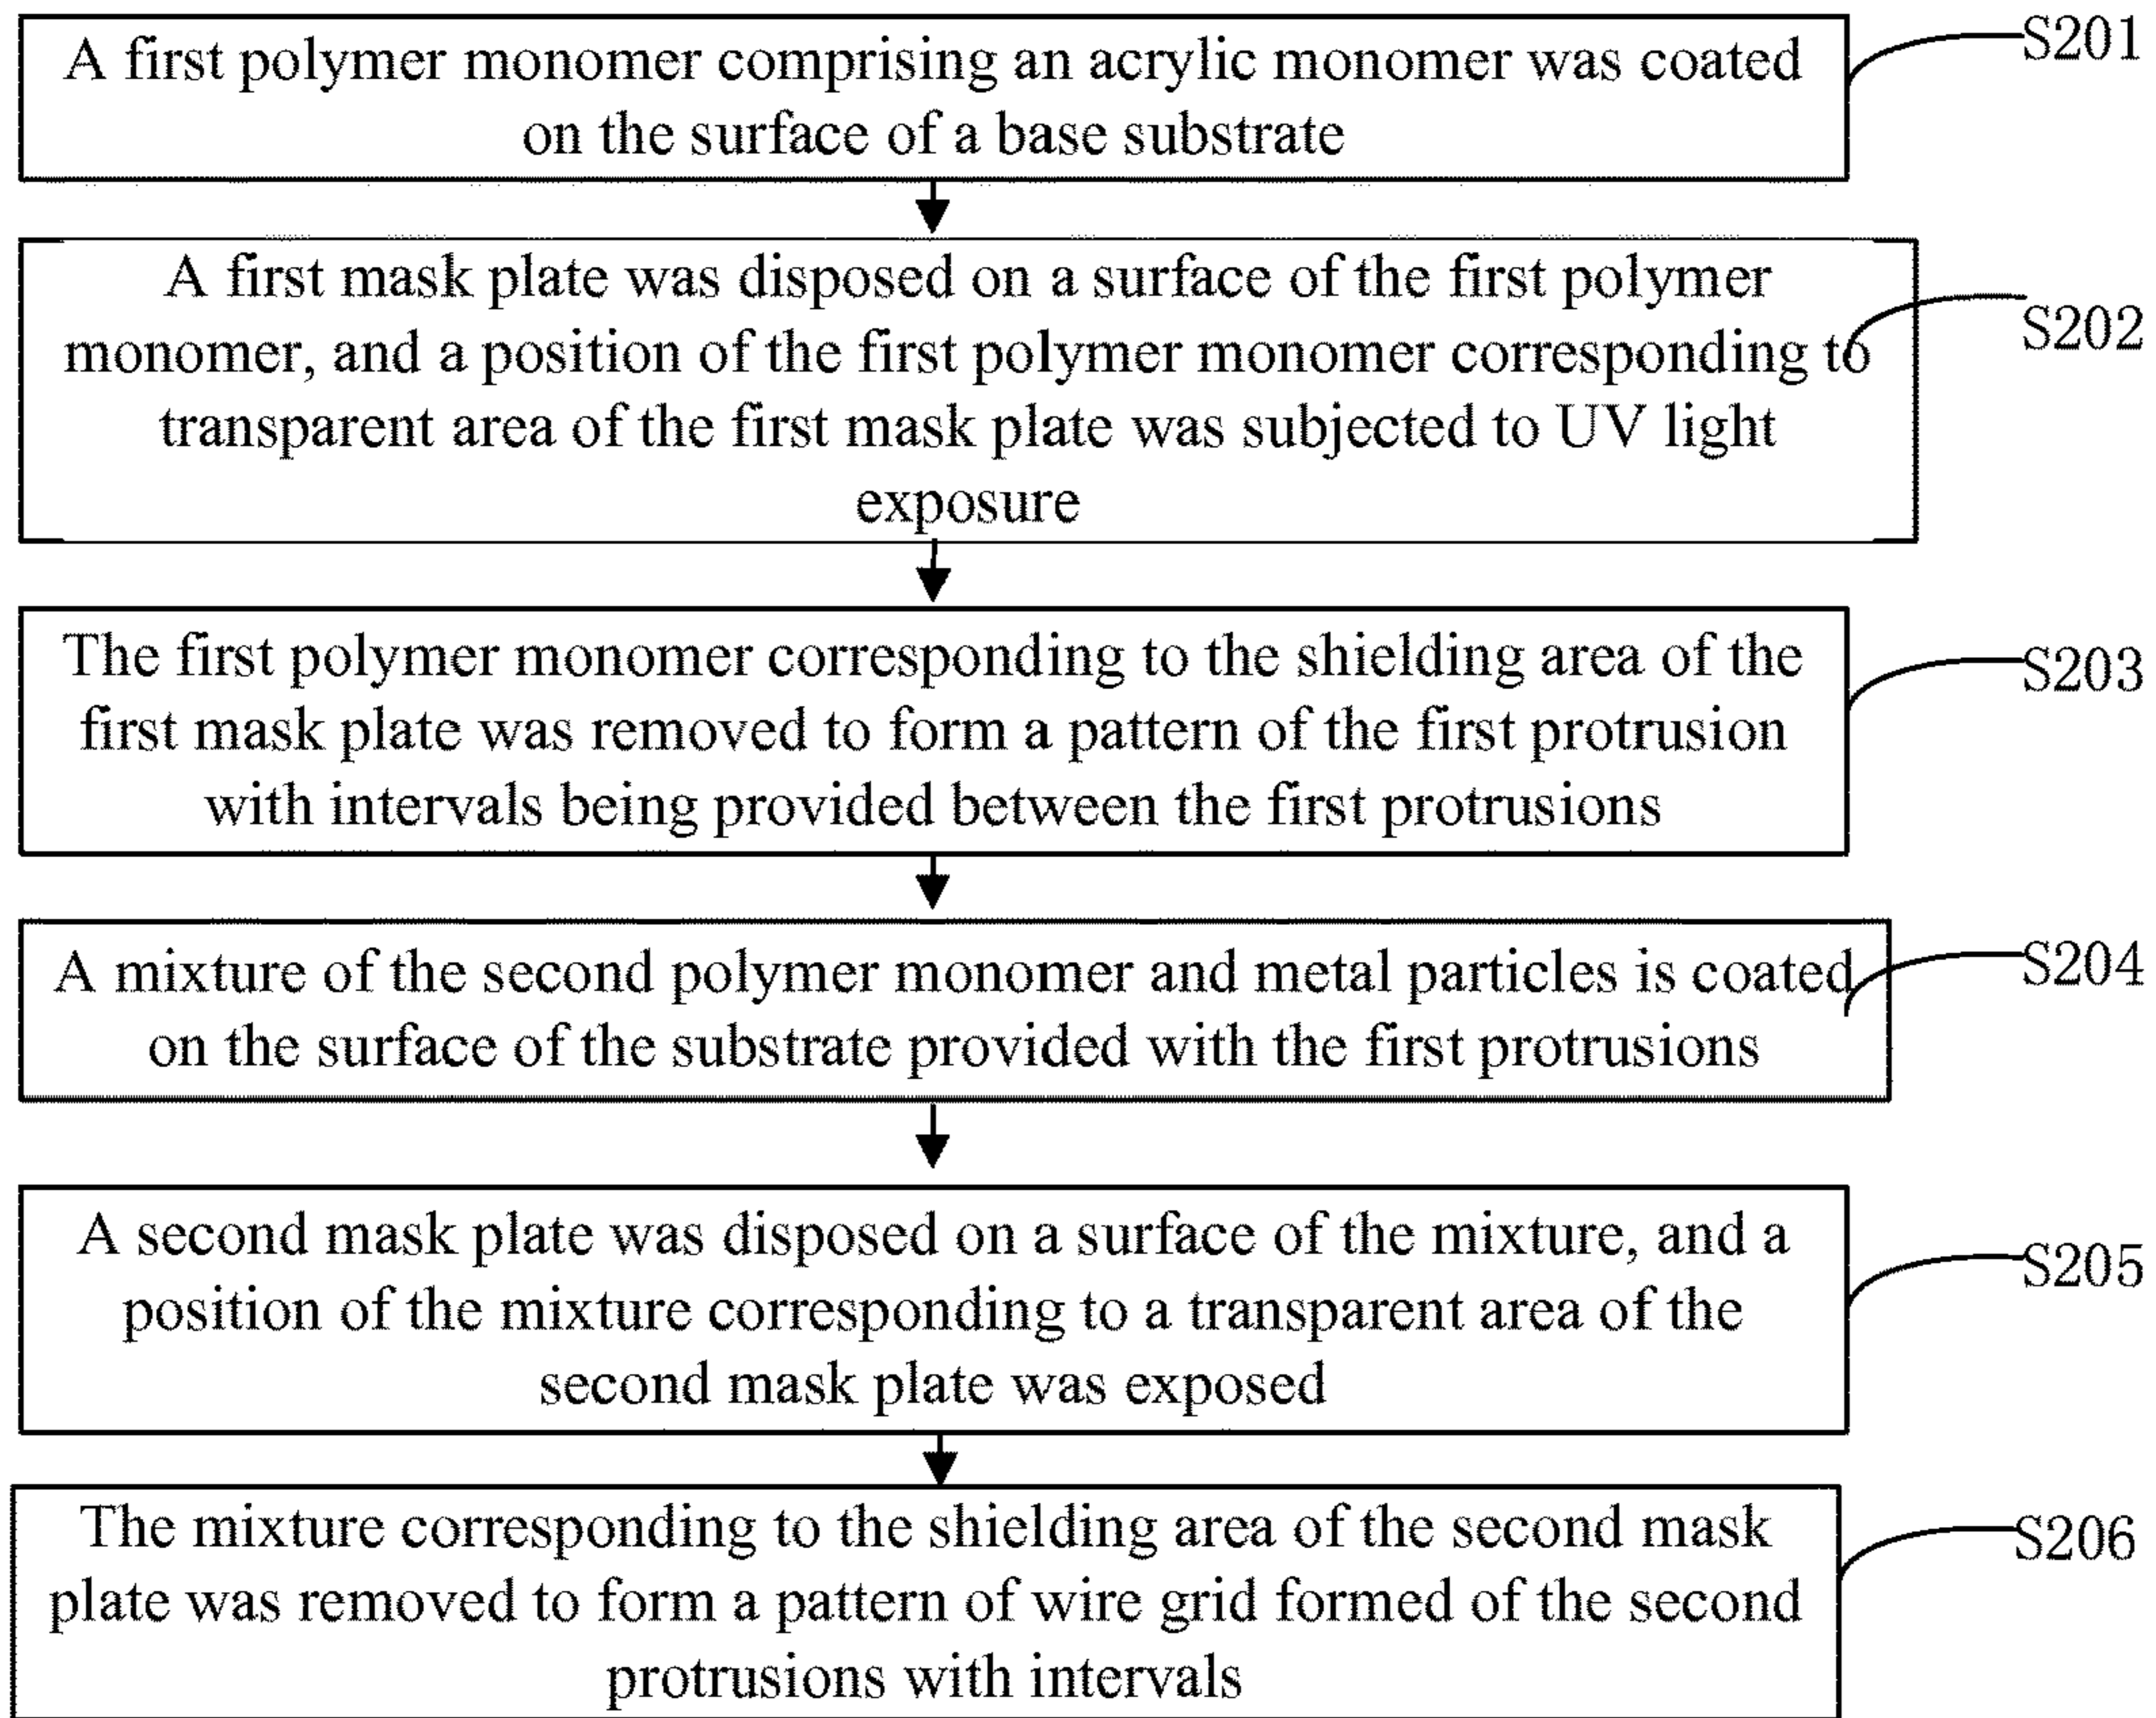 A first polymer monomer comprising an acrylic monomer was coated
on the surface of a base substrate
S201
A first mask plate was disposed on a surface of the first polymer
monomer, and a position of the first polymer monomer corresponding to
transparent area of the first mask plate was subjected to UV light
exposure
S202
The first polymer monomer corresponding to the shielding area of the
first mask plate was removed to form a pattern of the first protrusion
with intervals being provided between the first protrusions
S203
A mixture of the second polymer monomer and metal particles is coated
on the surface of the substrate provided with the first protrusions
S204
A second mask plate was disposed on a surface of the mixture, and a
position of the mixture corresponding to a transparent area of the
second mask plate was exposed
S205
The mixture corresponding to the shielding area of the second mask
plate was removed to form a pattern of wire grid formed of the second
protrusions with intervals
S206